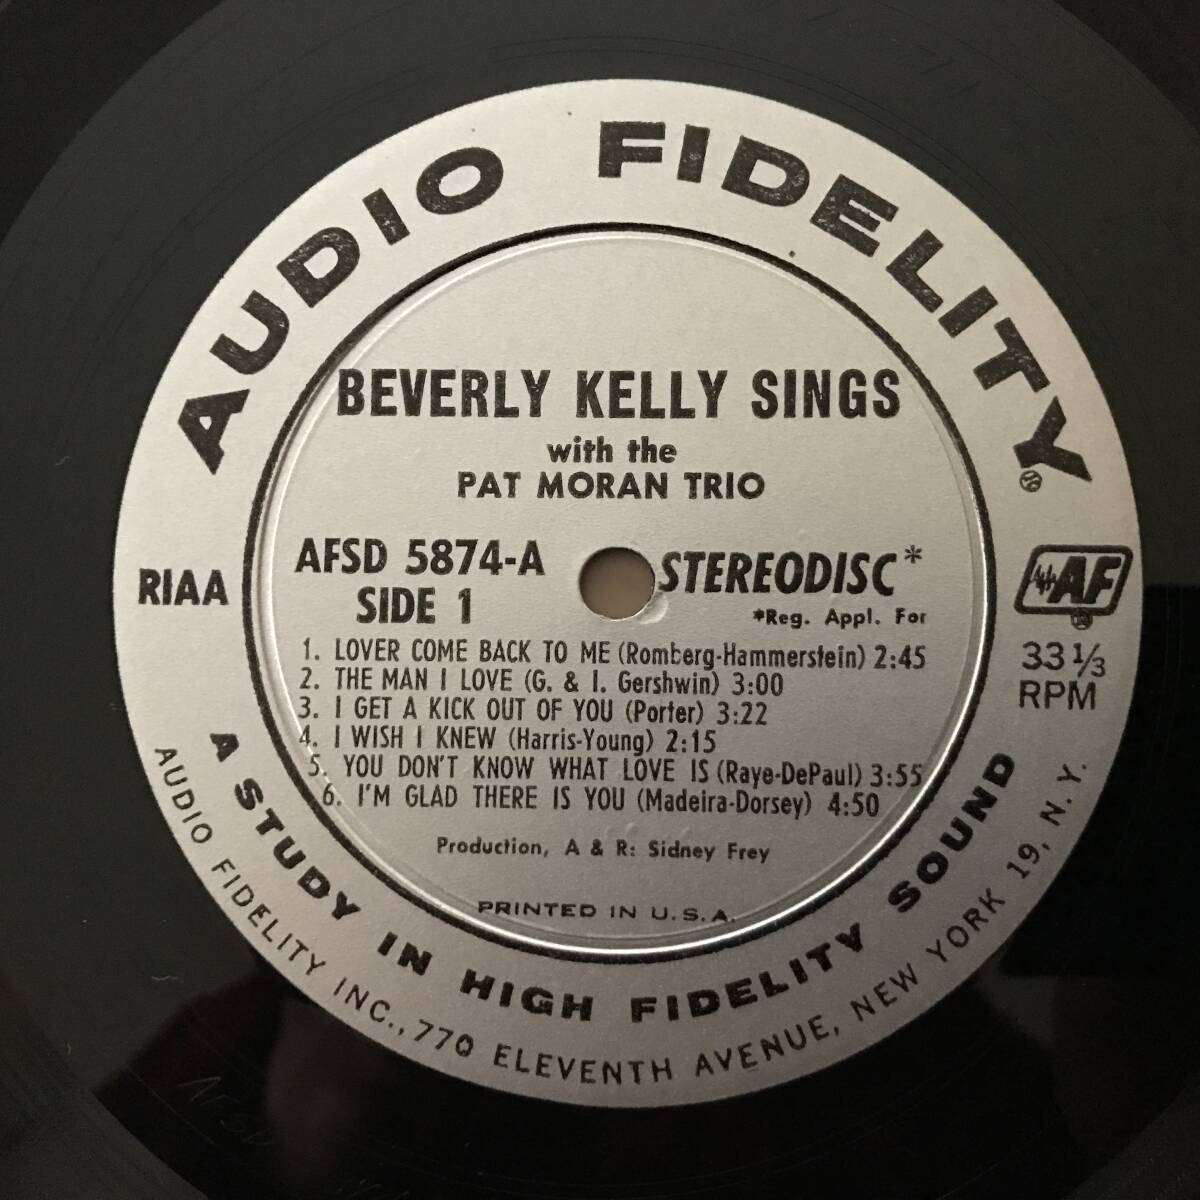 AUDIO FIDELITY®
BEVERLY KELLY SINGS
with the
PAT MORAN TRIO
AFSD 5874-A
SIDE 1
STEREODISC*
*Reg. Appl. For
RIAA
AF
®
33 1/3
RPM
1. LOVER COME BACK TO ME (Romberg-Hammerstein) 2:45
2. THE MAN I LOVE (G. & I. Gershwin) 3:00
3. I GET A KICK OUT OF YOU (Porter) 3:22
4. I WISH I KNEW (Harris-Young) 2:15
5. YOU DON'T KNOW WHAT LOVE IS (Raye-DePaul) 3:55
6. I'M GLAD THERE IS YOU (Madeira-Dorsey) 4:50
Production, A & R: Sidney Frey
PRINTED IN U.S.A.
A STUDY IN HIGH FIDELITY SOUND
AUDIO FIDELITY INC., 770 ELEVENTH AVENUE, NEW YORK 19, N. Y.
AFSD